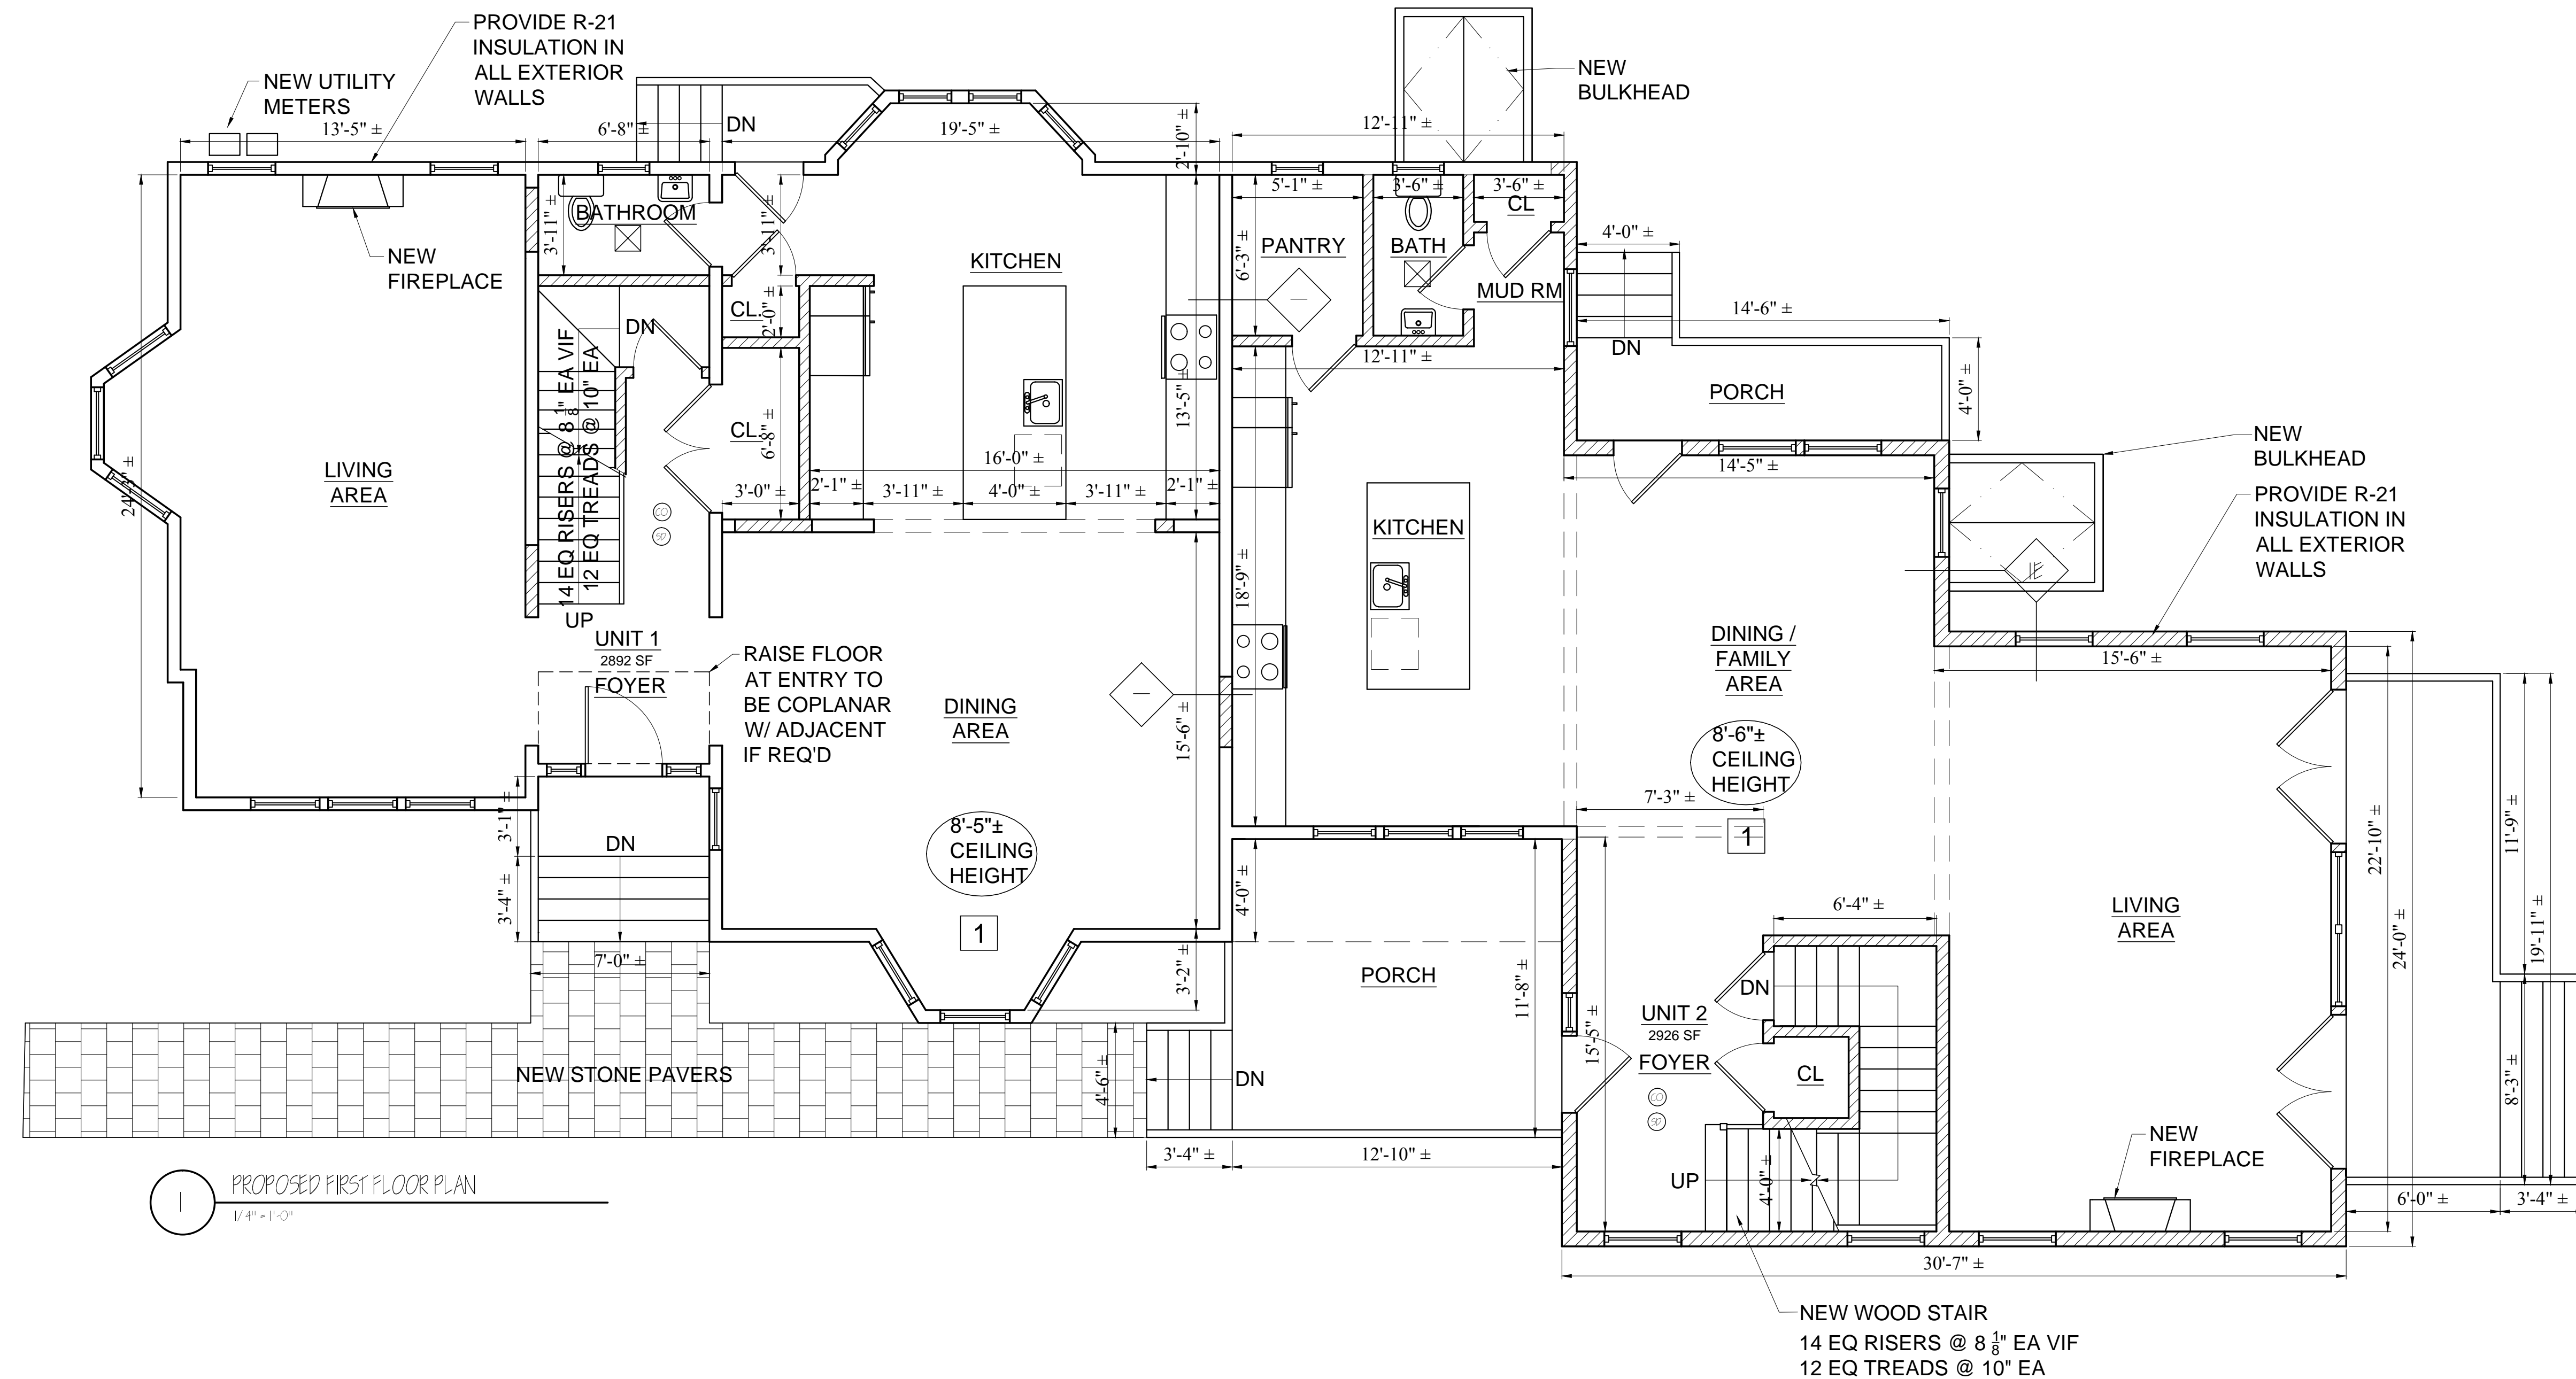 PROVIDE R-21
INSULATION IN
ALL EXTERIOR
WALLS
NEW UTILITY
METERS
NEW
BULKHEAD
13'-5" ±
6'-8" ±
DN
19'-5" ±
2'-10" ±
12'-11" ±
BATHROOM
3'-11" ±
3'-11" ±
NEW
FIREPLACE
KITCHEN
5'-1" ±
3'-6" ±
3'-6" ±
CL
PANTRY
BATH
6'-3" ±
MUD RM
4'-0" ±
14'-6" ±
DN
PORCH
4'-0" ±
DN
CL.
2'-0" ±
12'-11" ±
13'-5" ±
14 EQ RISERS @ 8 1/8" EA VIF
12 EQ TREADS @ 10" EA
CL.
6'-8" ±
LIVING
AREA
24'-3" ±
16'-0" ±
3'-0" ±
2'-1" ±
3'-11" ±
4'-0" ±
3'-11" ±
2'-1" ±
CO
SD
14'-5" ±
NEW
BULKHEAD
PROVIDE R-21
INSULATION IN
ALL EXTERIOR
WALLS
KITCHEN
18'-9" ±
UP
UNIT 1
2892 SF
FOYER
RAISE FLOOR
AT ENTRY TO
BE COPLANAR
W/ ADJACENT
IF REQ'D
DINING
AREA
15'-6" ±
DINING /
FAMILY
AREA
15'-6" ±
8'-6"±
CEILING
HEIGHT
7'-3" ±
1
8'-5"±
CEILING
HEIGHT
1
3'-1" ±
DN
3'-4" ±
4'-0" ±
22'-10" ±
24'-0" ±
11'-9" ±
19'-11" ±
6'-4" ±
LIVING
AREA
7'-0" ±
3'-2" ±
PORCH
11'-8" ±
DN
UNIT 2
2926 SF
FOYER
15'-5" ±
CL
CO
SD
NEW STONE PAVERS
4'-6" ±
DN
8'-3" ±
3'-4" ±
12'-10" ±
UP
4'-0" ±
NEW
FIREPLACE
6'-0" ±
3'-4" ±
1
PROPOSED FIRST FLOOR PLAN
1/4" = 1'-0"
30'-7" ±
NEW WOOD STAIR
14 EQ RISERS @ 8 1/8" EA VIF
12 EQ TREADS @ 10" EA